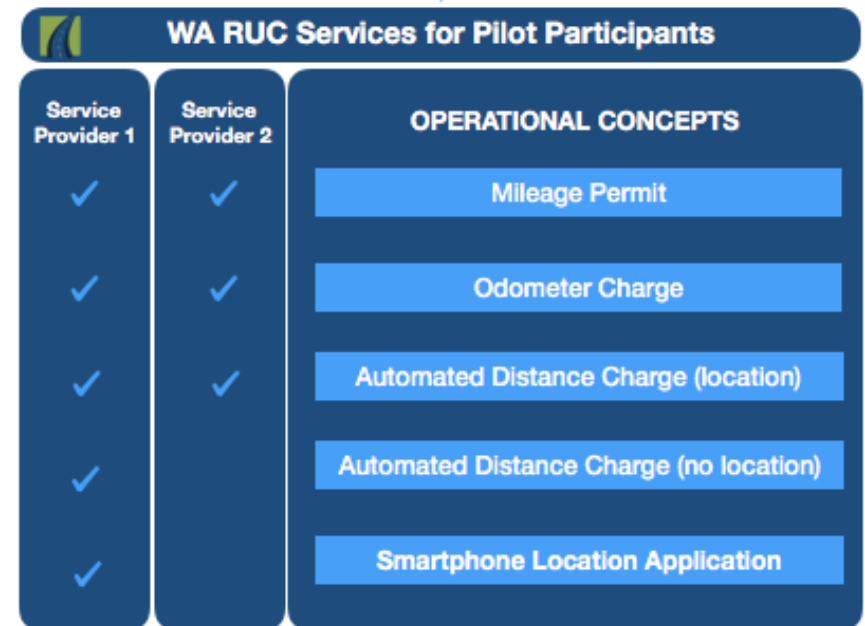 WA RUC Services for Pilot Participants
Service
Provider 1
Service
Provider 2
OPERATIONAL CONCEPTS
✓ ✓ Mileage Permit
✓ ✓ Odometer Charge
✓ ✓ Automated Distance Charge (location)
✓ Automated Distance Charge (no location)
✓ Smartphone Location Application